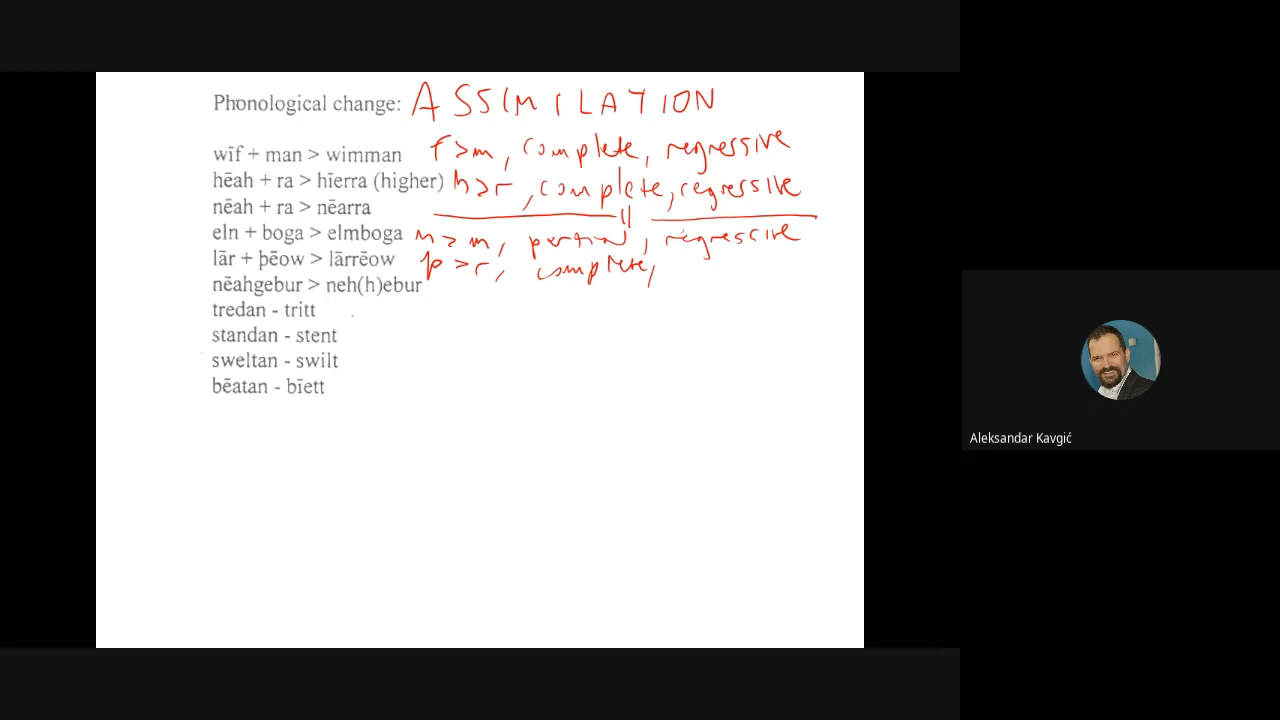 Phonological change: ASSIMILATION
wīf + man > wimman f>m, complete, regressive
hēah + ra > hīerra (higher) h>r, complete, regressive
nēah + ra > nēarra —— || ——
eln + boga > elmboga n>m, partial, regressive
lār + þēow > lārrēow þ>r, complete,
nēahgebur > neh(h)ebur
tredan - tritt
standan - stent
sweltan - swilt
bēatan - bīett
Aleksandar Kavgić